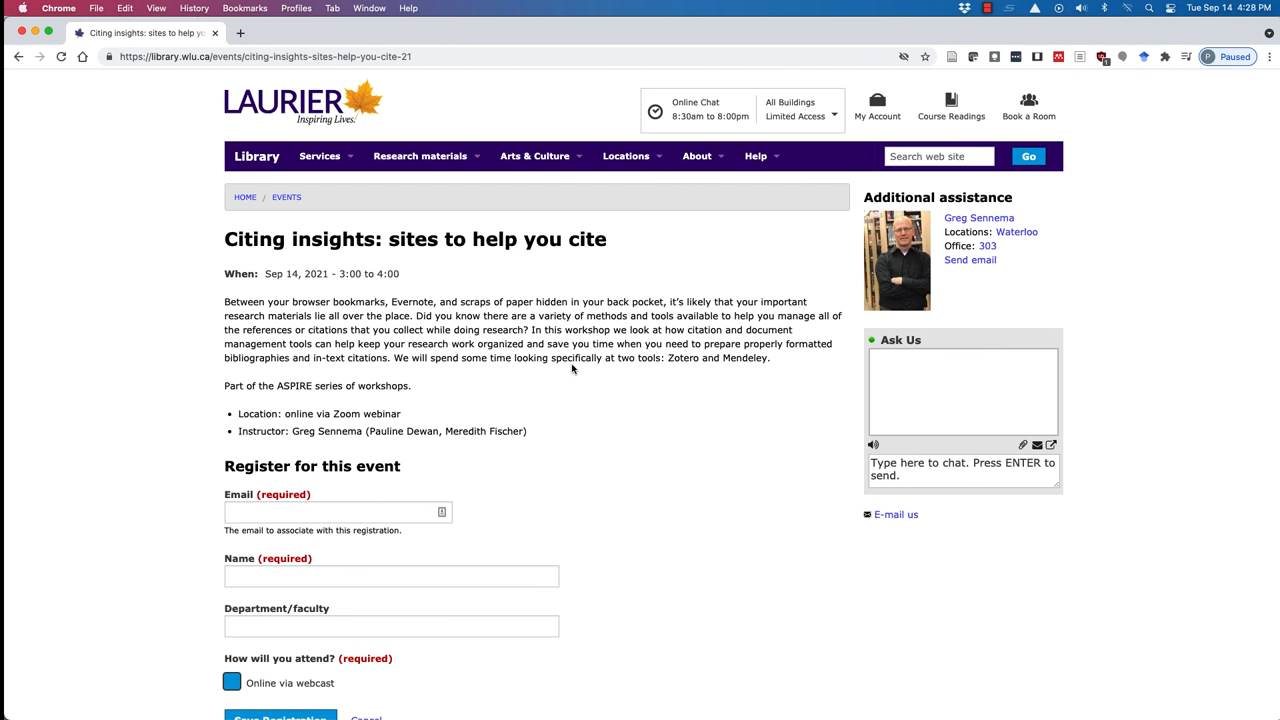 Chrome File Edit View History Bookmarks Profiles Tab Window Help Tue Sep 14 4:28 PM
Citing insights: sites to help yo
https://library.wlu.ca/events/citing-insights-sites-help-you-cite-21
P Paused
LAURIER
Inspiring Lives.
Online Chat
8:30am to 8:00pm
All Buildings
Limited Access
My Account
Course Readings
Book a Room
Library Services Research materials Arts & Culture Locations About Help Search web site Go
HOME / EVENTS
Citing insights: sites to help you cite
When: Sep 14, 2021 - 3:00 to 4:00
Between your browser bookmarks, Evernote, and scraps of paper hidden in your back pocket, it's likely that your important
research materials lie all over the place. Did you know there are a variety of methods and tools available to help you manage all of
the references or citations that you collect while doing research? In this workshop we look at how citation and document
management tools can help keep your research work organized and save you time when you need to prepare properly formatted
bibliographies and in-text citations. We will spend some time looking specifically at two tools: Zotero and Mendeley.
Part of the ASPIRE series of workshops.
• Location: online via Zoom webinar
• Instructor: Greg Sennema (Pauline Dewan, Meredith Fischer)
Register for this event
Email (required)
The email to associate with this registration.
Name (required)
Department/faculty
How will you attend? (required)
Online via webcast
Save Registration Cancel
Additional assistance
Greg Sennema
Locations: Waterloo
Office: 303
Send email
Ask Us
Type here to chat. Press ENTER to
send.
E-mail us